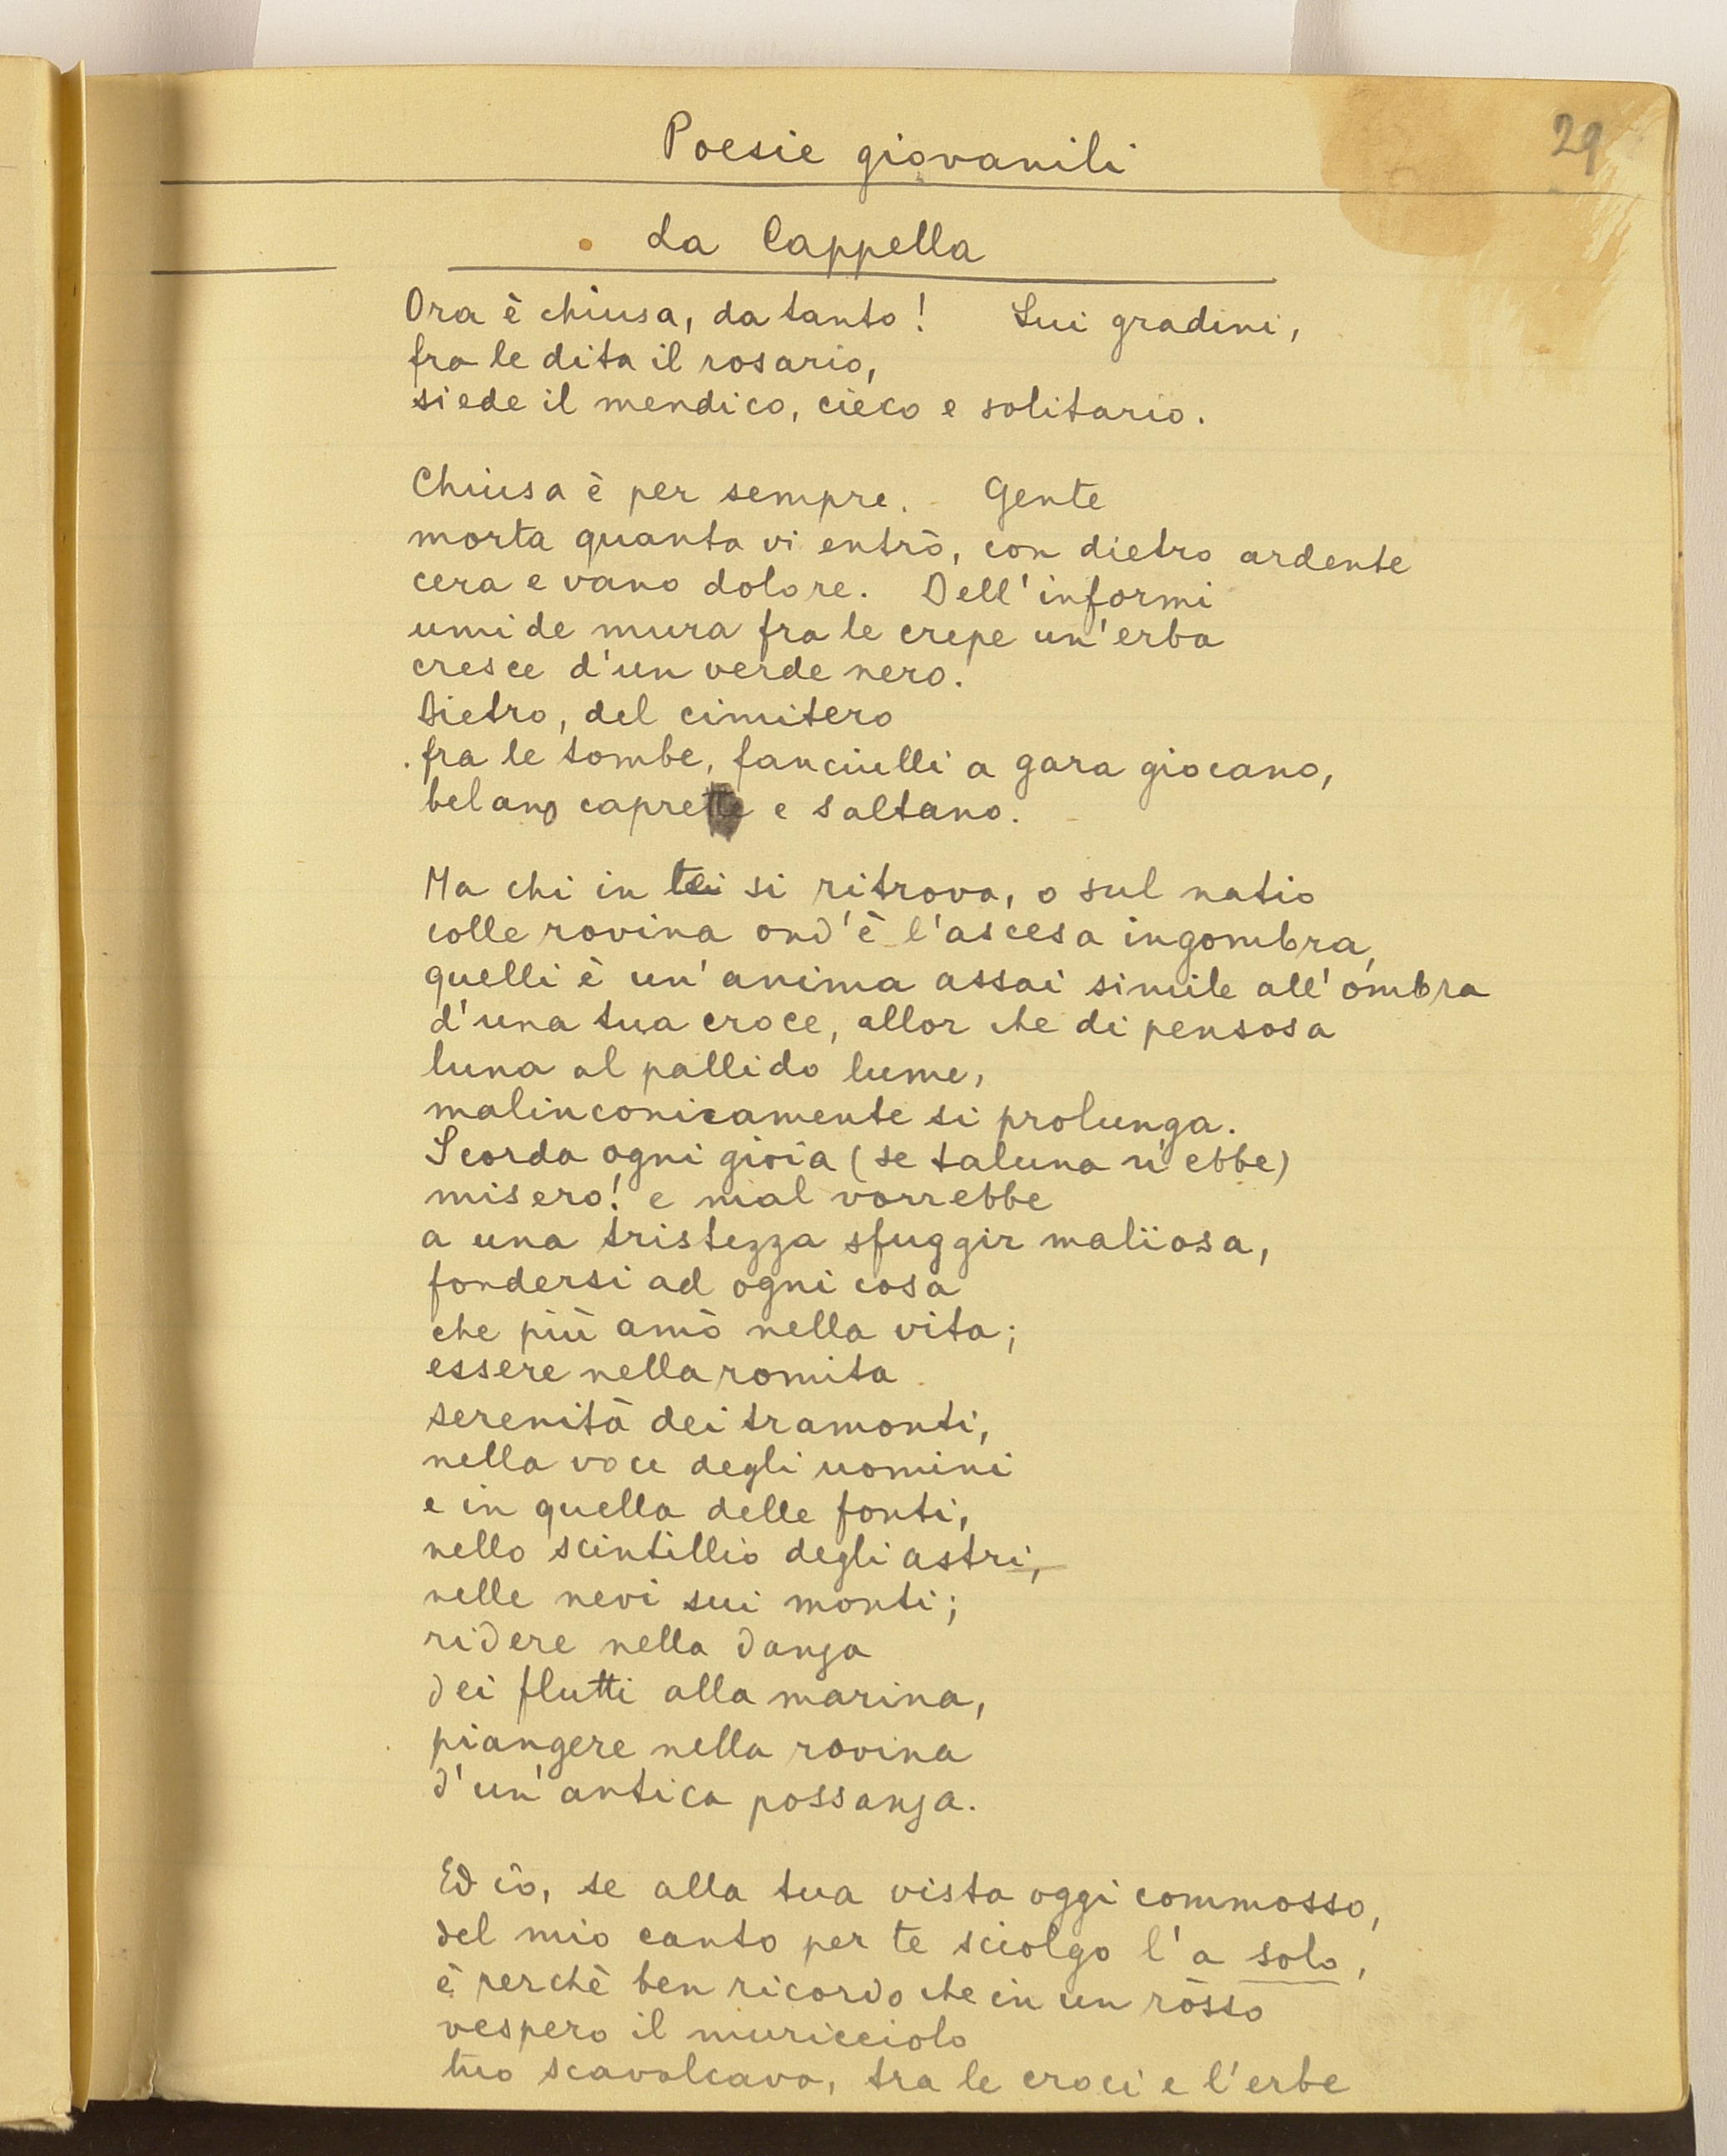 29
Poesie giovanili
La Cappella
Ora è chiusa, da tanto! Sui gradini,
fra le dita il rosario,
siede il mendico, cieco e solitario.
Chiusa è per sempre. Gente
morta quanta vi entrò, con dietro ardente
cera e vano dolore. Dell'informi
umide mura fra le crepe un'erba
cresce d'un verde nero.
Dietro, del cimitero
fra le tombe, fanciulli a gara giocano,
belano caprette e saltano.
Ma chi in si ritrova, o sul natio
colle rovina ond'è l'ascesa ingombra,
quelli è un'anima assai simile all'ombra
d'una tua croce, allor che di pensosa
luna al pallido lume,
malinconicamente si prolunga.
Scorda ogni gioia (se taluna n'ebbe)
misero! e mal vorrebbe
a una tristezza sfuggir maliïosa,
fondersi ad ogni cosa
che più amò nella vita;
essere nella romita
serenità dei tramonti,
nella voce degli uomini
e in quella delle fonti,
nello scintillio degli astri,
nelle nevi sui monti;
ridere nella danza
dei flutti alla marina,
piangere nella rovina
d'un'antica possanza.
Ed io, se alla tua vista oggi commosso,
del mio canto per te sciolgo l'a solo,
è perchè ben ricordo che in un rosso
vespero il muricciolo
tuo scavalcavo, tra le croci e l'erbe